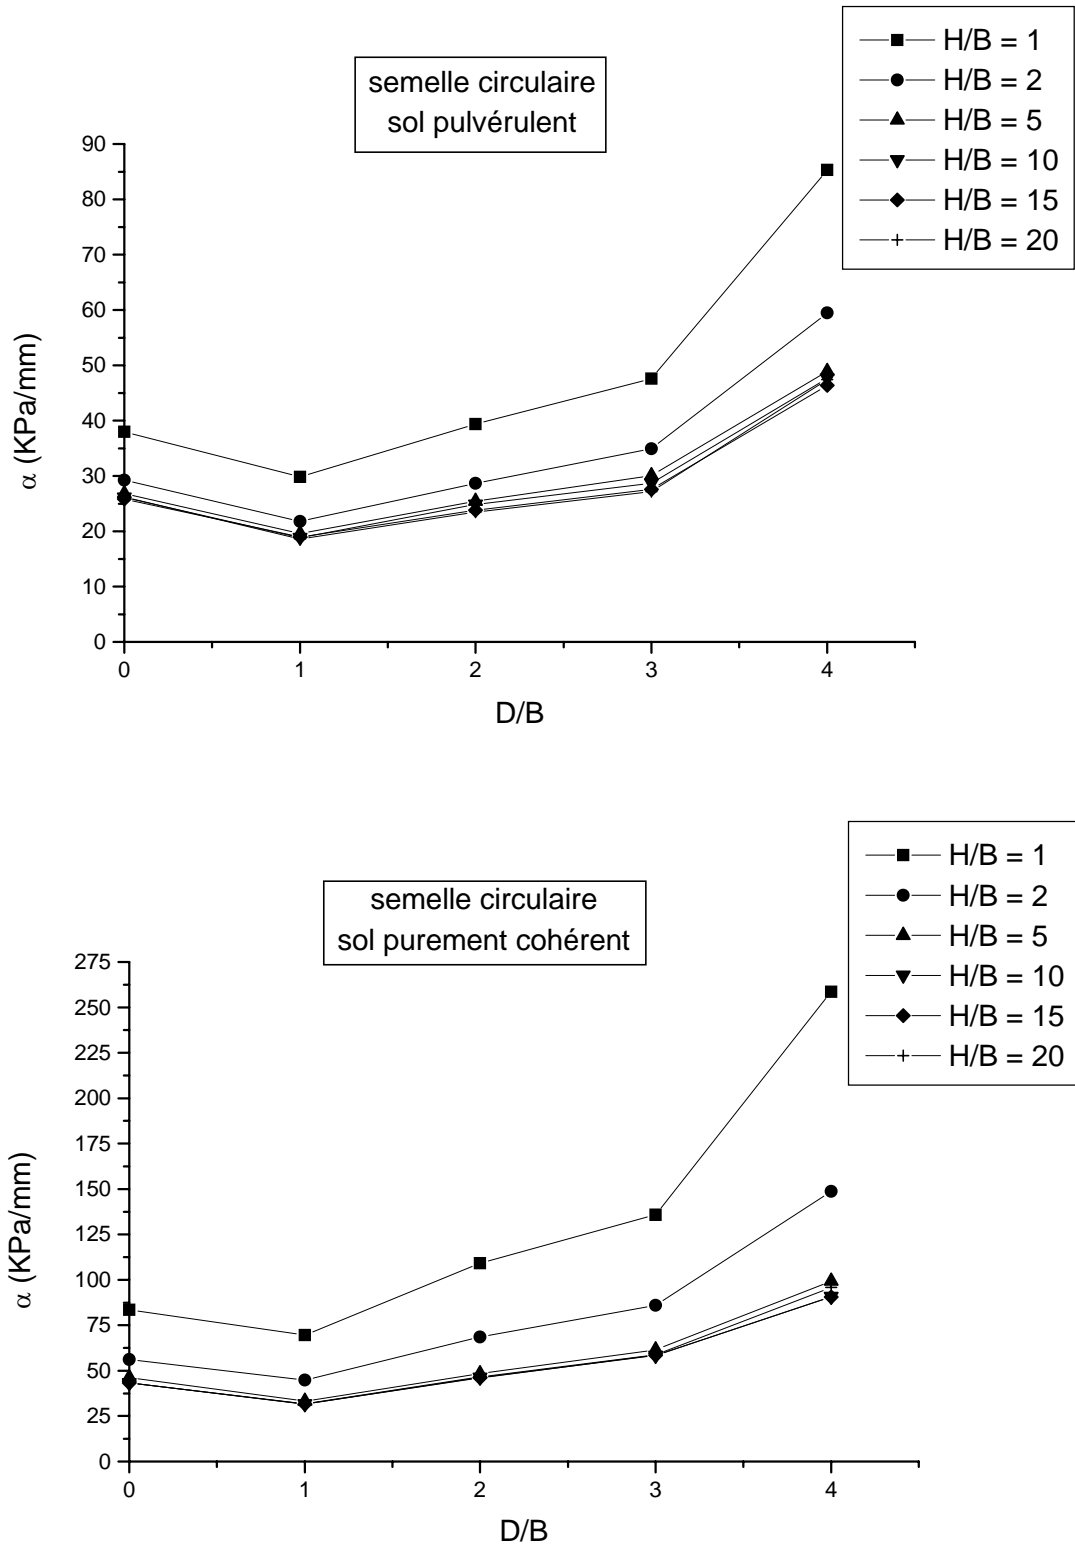 semelle circulaire
sol pulvérulent
H/B = 1
H/B = 2
H/B = 5
H/B = 10
H/B = 15
H/B = 20
90
80
70
60
50
40
30
20
10
0
α (KPa/mm)
0 1 2 3 4
D/B
semelle circulaire
sol purement cohérent
H/B = 1
H/B = 2
H/B = 5
H/B = 10
H/B = 15
H/B = 20
275
250
225
200
175
150
125
100
75
50
25
0
α (KPa/mm)
0 1 2 3 4
D/B